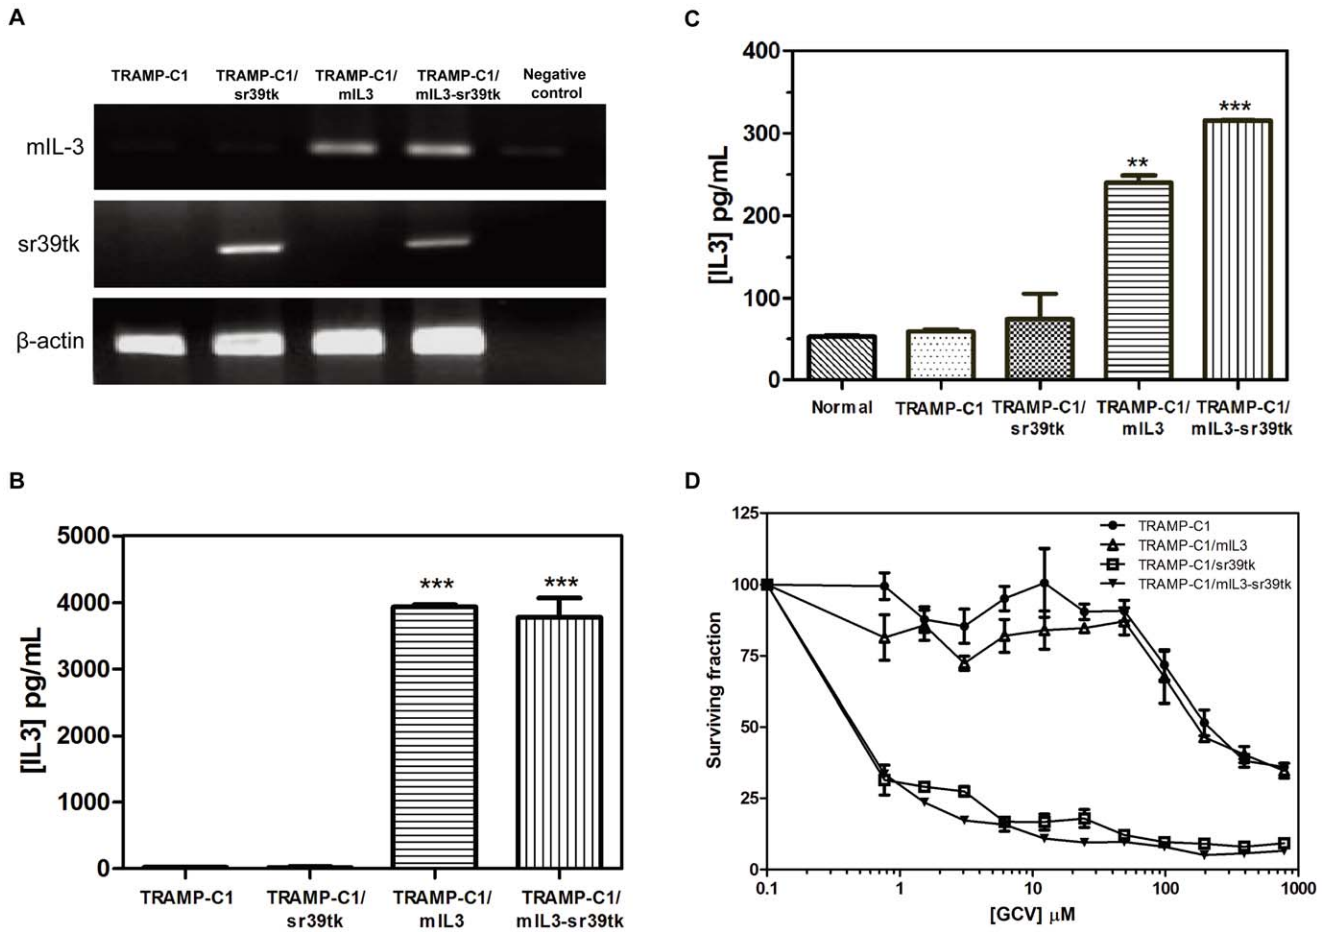 A
TRAMP-C1 TRAMP-C1/ TRAMP-C1/ TRAMP-C1/ Negative
sr39tk mIL3 mIL3-sr39tk control
mIL-3
sr39tk
β-actin
B
[IL3] pg/mL
5000
4000
3000
2000
1000
0
*** ***
TRAMP-C1 TRAMP-C1/ TRAMP-C1/ TRAMP-C1/
sr39tk mIL3 mIL3-sr39tk
C
[IL3] pg/mL
400
300
200
100
0
***
**
Normal TRAMP-C1 TRAMP-C1/ TRAMP-C1/ TRAMP-C1/
sr39tk mIL3 mIL3-sr39tk
D
Surviving fraction
125
100
75
50
25
0
TRAMP-C1
TRAMP-C1/mIL3
TRAMP-C1/sr39tk
TRAMP-C1/mIL3-sr39tk
0.1 1 10 100 1000
[GCV] μM